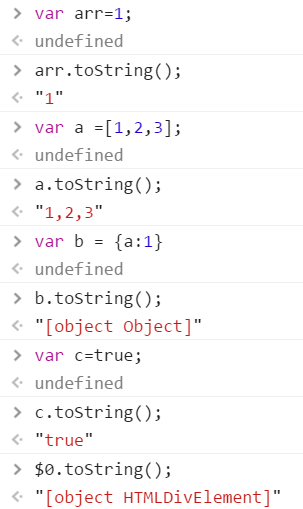 > var arr=1;
<· undefined
> arr.toString();
<· "1"
> var a =[1,2,3];
<· undefined
> a.toString();
<· "1,2,3"
> var b = {a:1}
<· undefined
> b.toString();
<· "[object Object]"
> var c=true;
<· undefined
> c.toString();
<· "true"
> $0.toString();
<· "[object HTMLDivElement]"